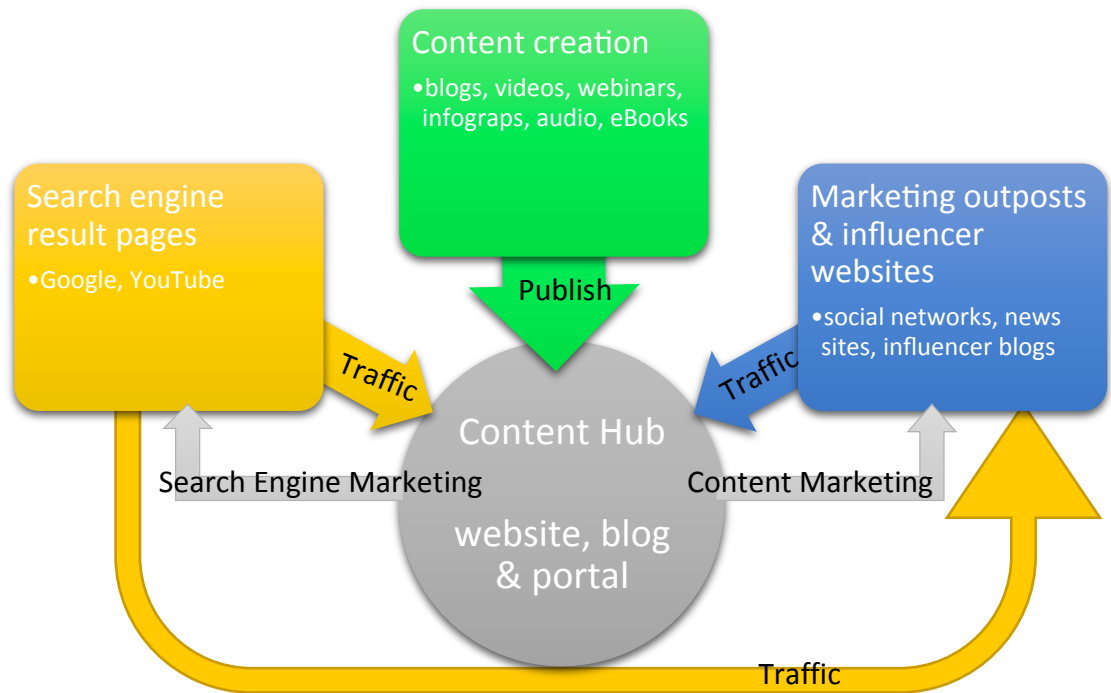 Content creation
•blogs, videos, webinars,
infograps, audio, eBooks
Search engine
result pages
•Google, YouTube
Marketing outposts
& influencer
websites
•social networks, news
sites, influencer blogs
Publish
Traffic
Traffic
Content Hub
website, blog
& portal
Search Engine Marketing
Content Marketing
Traffic